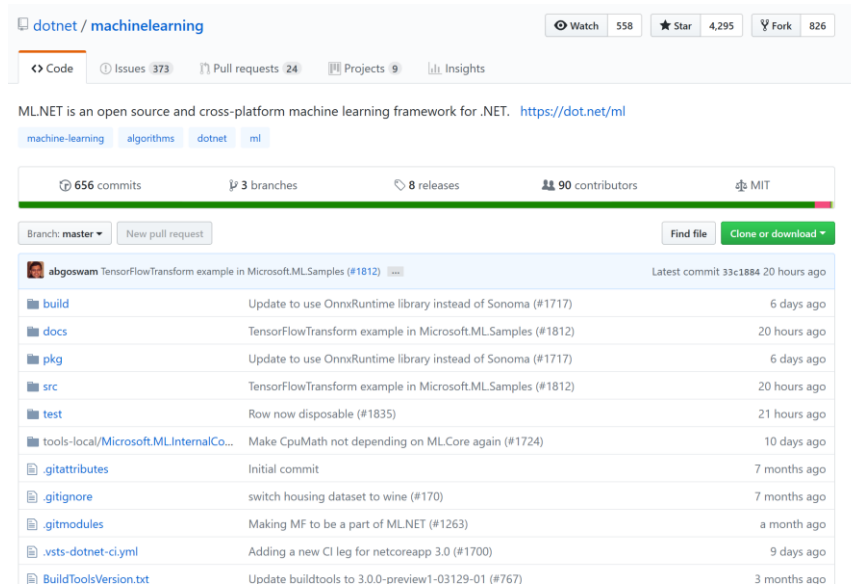 dotnet / machinelearning Watch 558 Star 4,295 Fork 826
Code Issues 373 Pull requests 24 Projects 9 Insights
ML.NET is an open source and cross-platform machine learning framework for .NET. https://dot.net/ml
machine-learning algorithms dotnet ml
656 commits 3 branches 8 releases 90 contributors MIT
Branch: master New pull request Find file Clone or download
abgoswam TensorFlowTransform example in Microsoft.ML.Samples (#1812) ... Latest commit 33c1884 20 hours ago
build Update to use OnnxRuntime library instead of Sonoma (#1717) 6 days ago
docs TensorFlowTransform example in Microsoft.ML.Samples (#1812) 20 hours ago
pkg Update to use OnnxRuntime library instead of Sonoma (#1717) 6 days ago
src TensorFlowTransform example in Microsoft.ML.Samples (#1812) 20 hours ago
test Row now disposable (#1835) 21 hours ago
tools-local/Microsoft.ML.InternalCo... Make CpuMath not depending on ML.Core again (#1724) 10 days ago
.gitattributes Initial commit 7 months ago
.gitignore switch housing dataset to wine (#170) 7 months ago
.gitmodules Making MF to be a part of ML.NET (#1263) a month ago
.vsts-dotnet-ci.yml Adding a new CI leg for netcoreapp 3.0 (#1700) 9 days ago
BuildToolsVersion.txt Update buildtools to 3.0.0-preview1-03129-01 (#767) 3 months ago